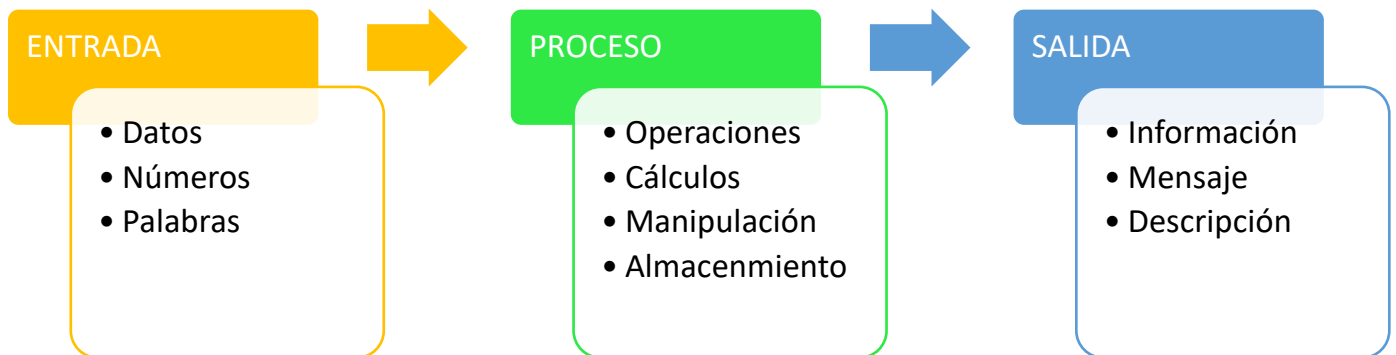 ENTRADA
• Datos
• Números
• Palabras
PROCESO
• Operaciones
• Cálculos
• Manipulación
• Almacenmiento
SALIDA
• Información
• Mensaje
• Descripción